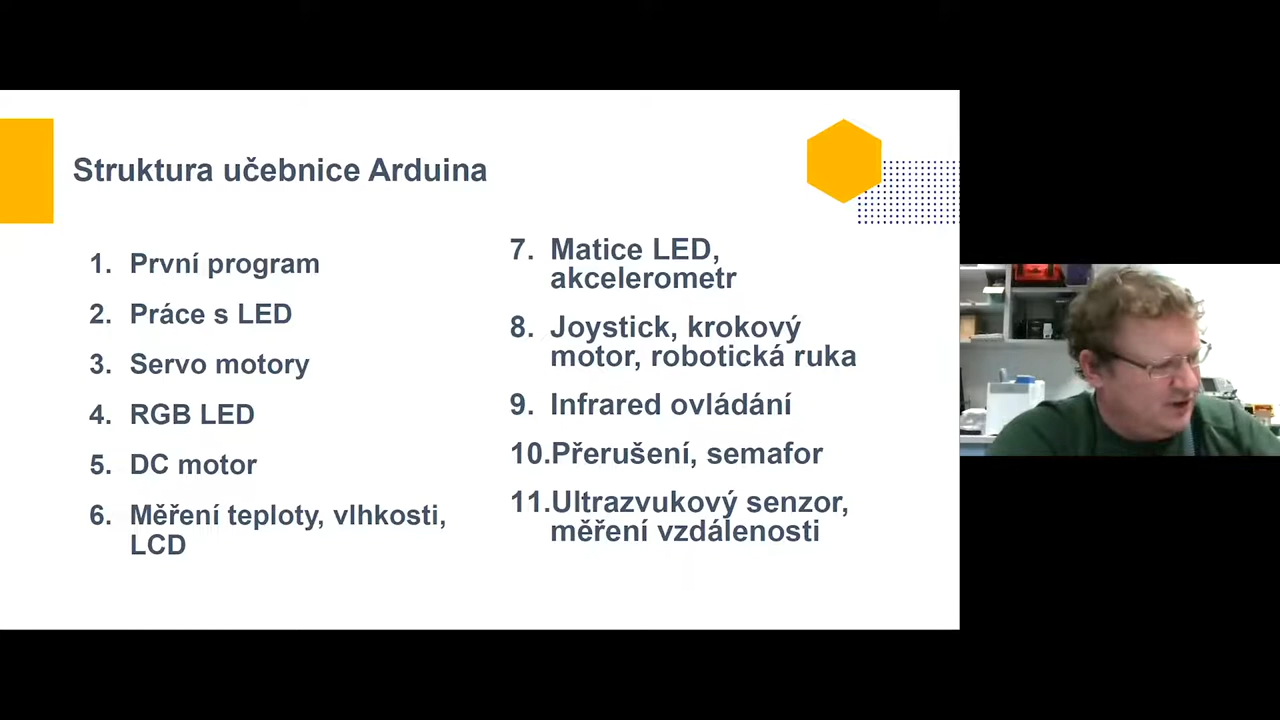 Struktura učebnice Arduina
1. První program
2. Práce s LED
3. Servo motory
4. RGB LED
5. DC motor
6. Měření teploty, vlhkosti,
LCD
7. Matice LED,
akcelerometr
8. Joystick, krokový
motor, robotická ruka
9. Infrared ovládání
10.Přerušení, semafor
11.Ultrazvukový senzor,
měření vzdálenosti